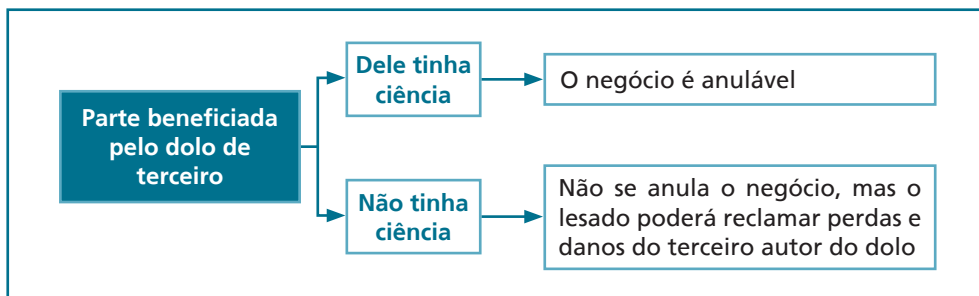 Parte beneficiada
pelo dolo de
terceiro
Dele tinha
ciência
O negócio é anulável
Não tinha
ciência
Não se anula o negócio, mas o
lesado poderá reclamar perdas e
danos do terceiro autor do dolo